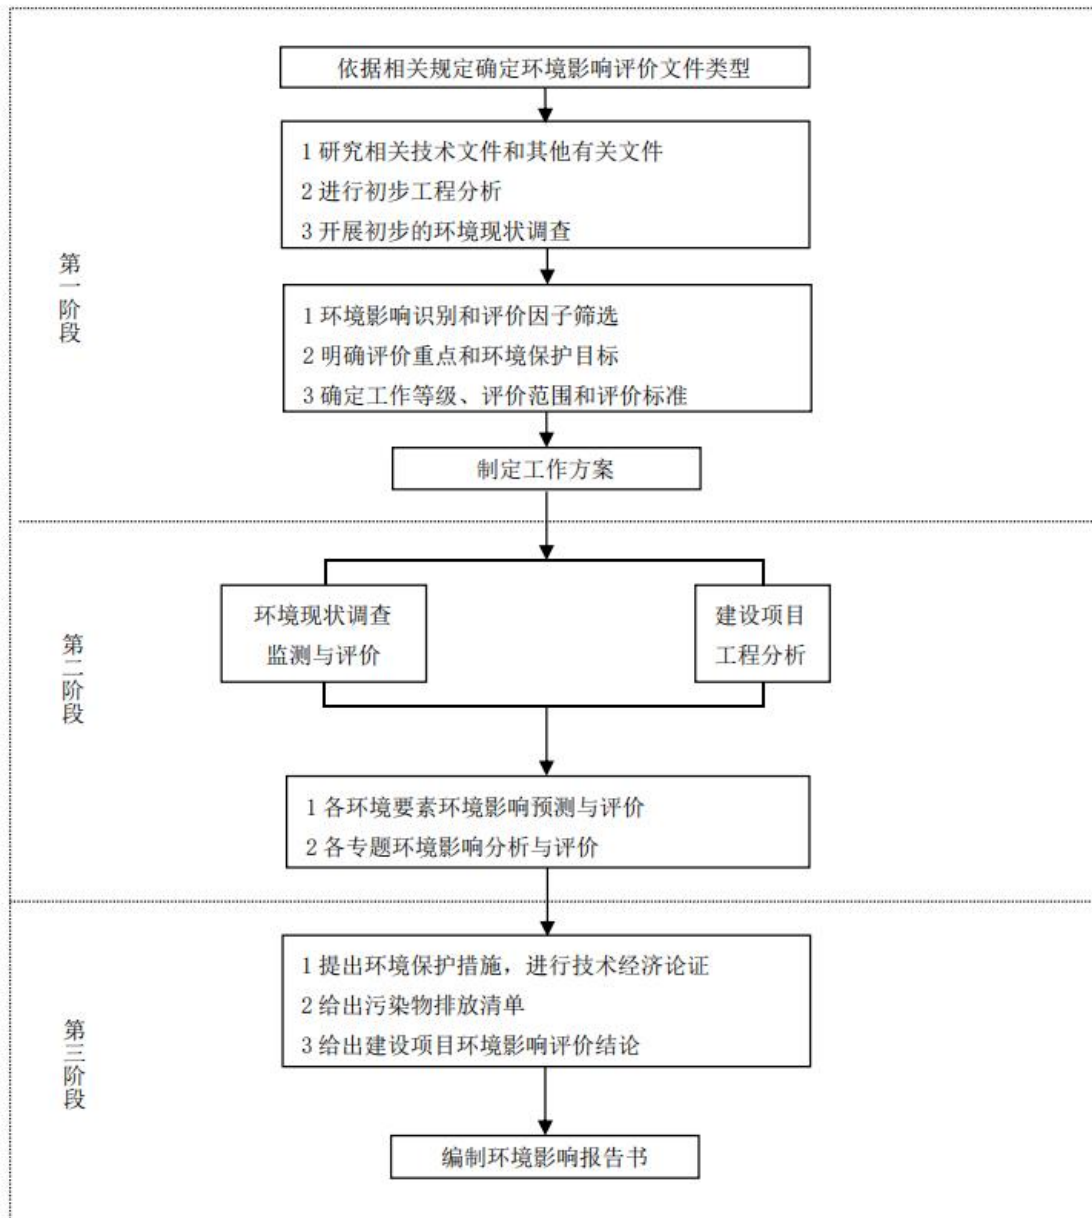 依据相关规定确定环境影响评价文件类型
1 研究相关技术文件和其他有关文件
2 进行初步工程分析
3 开展初步的环境现状调查
第一阶段
1 环境影响识别和评价因子筛选
2 明确评价重点和环境保护目标
3 确定工作等级、评价范围和评价标准
制定工作方案
第二阶段
环境现状调查
监测与评价
建设项目
工程分析
1 各环境要素环境影响预测与评价
2 各专题环境影响分析与评价
第三阶段
1 提出环境保护措施，进行技术经济论证
2 给出污染物排放清单
3 给出建设项目环境影响评价结论
编制环境影响报告书